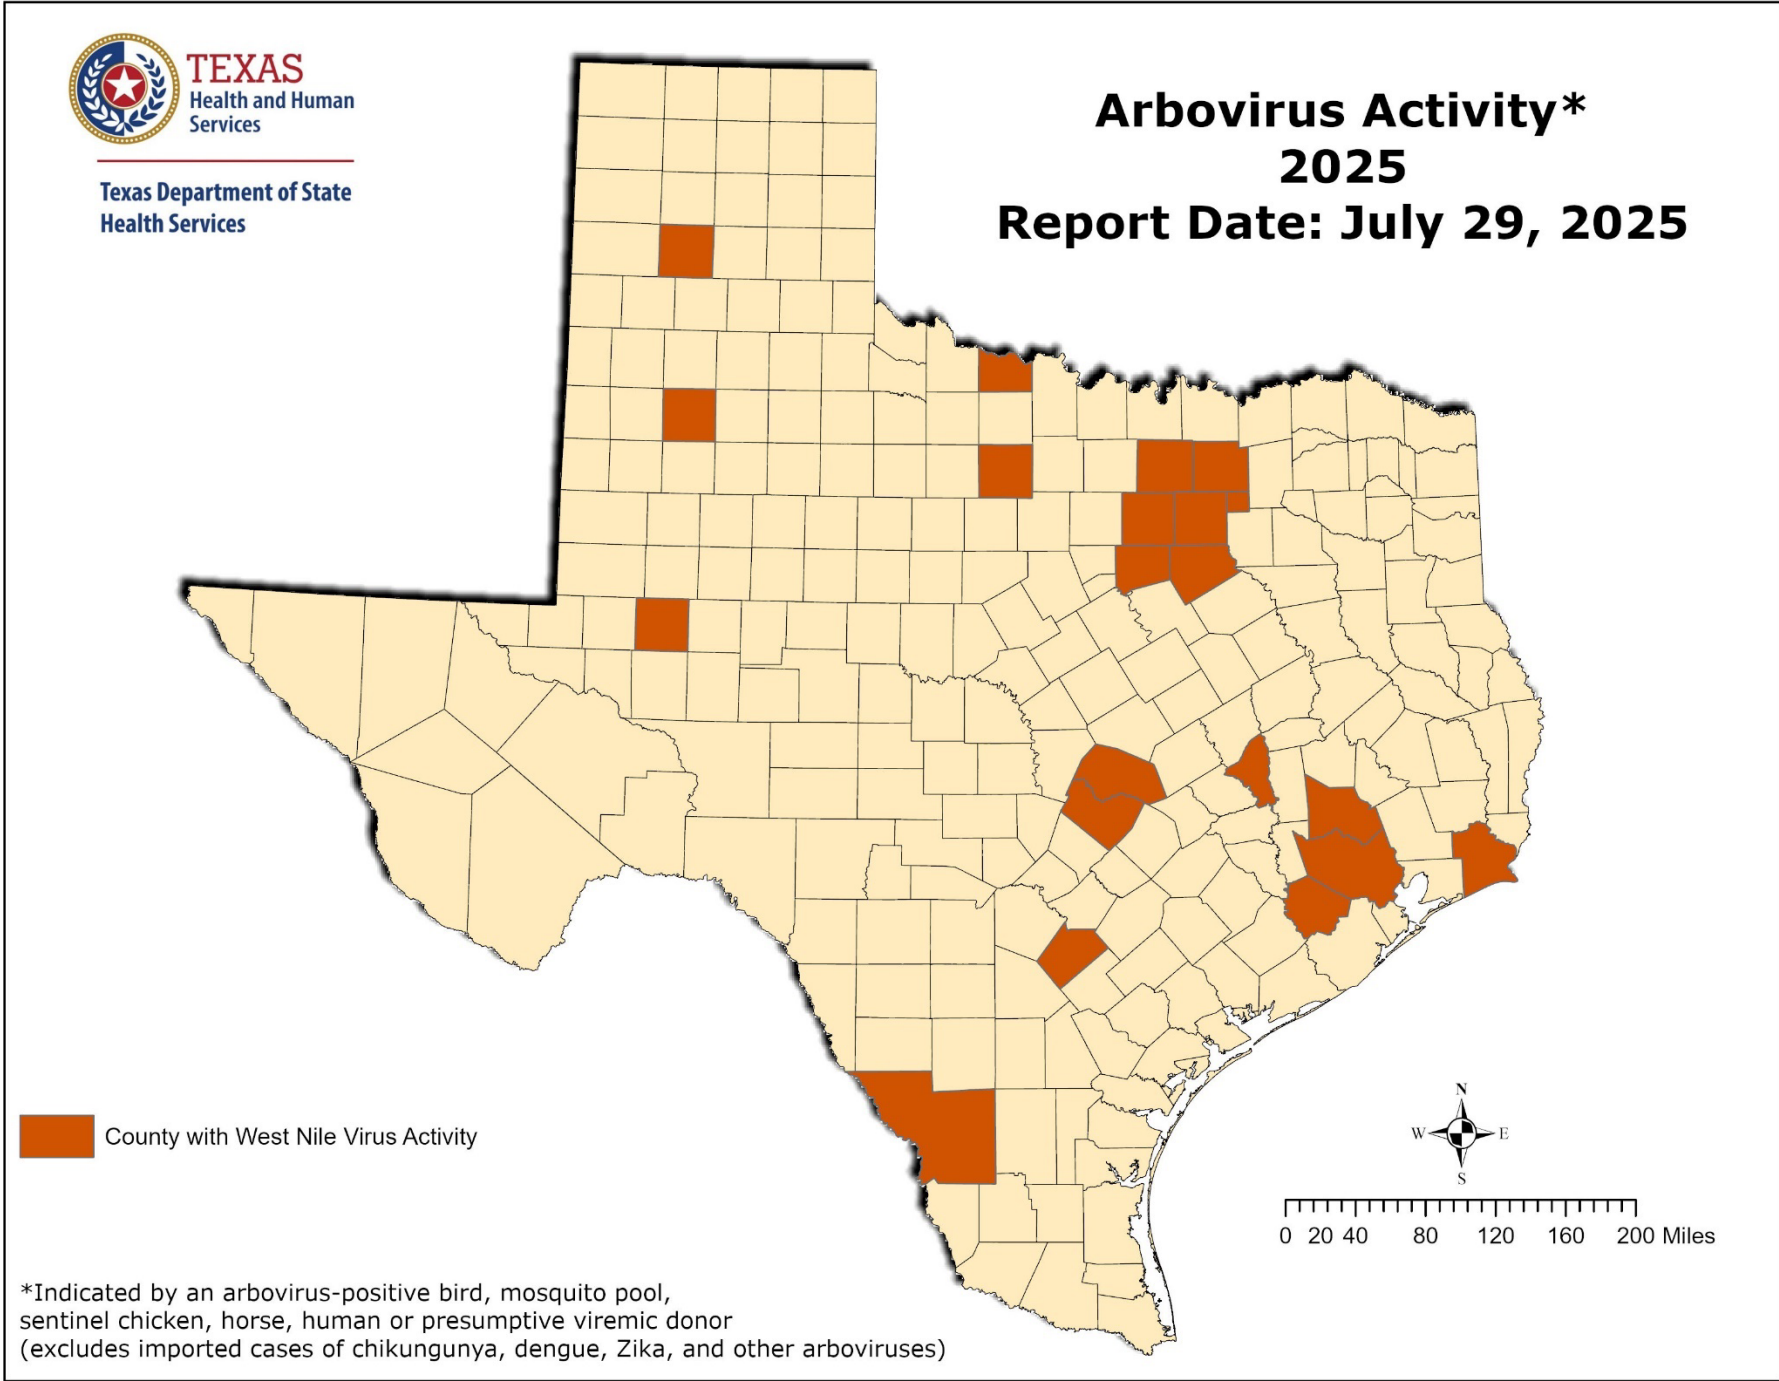 TEXAS
Health and Human
Services
Texas Department of State
Health Services
Arbovirus Activity*
2025
Report Date: July 29, 2025
County with West Nile Virus Activity
N
W E
S
0 20 40 80 120 160 200 Miles
*Indicated by an arbovirus-positive bird, mosquito pool,
sentinel chicken, horse, human or presumptive viremic donor
(excludes imported cases of chikungunya, dengue, Zika, and other arboviruses)